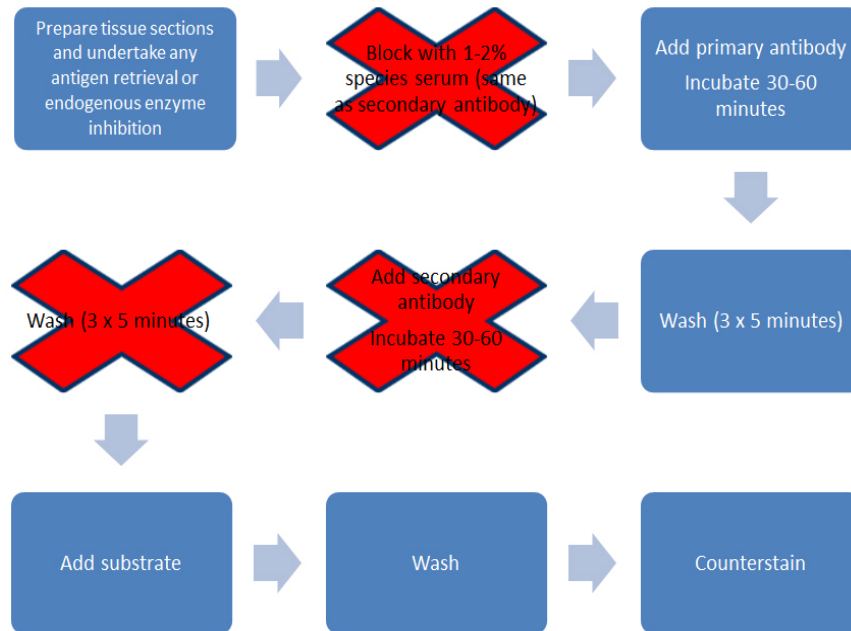 Prepare tissue sections
and undertake any
antigen retrieval or
endogenous enzyme
inhibition
Block with 1-2%
species serum (same
as secondary antibody)
Add primary antibody
Incubate 30-60
minutes
Wash (3 x 5 minutes)
Add secondary
antibody
Incubate 30-60
minutes
Wash (3 x 5 minutes)
Add substrate
Wash
Counterstain